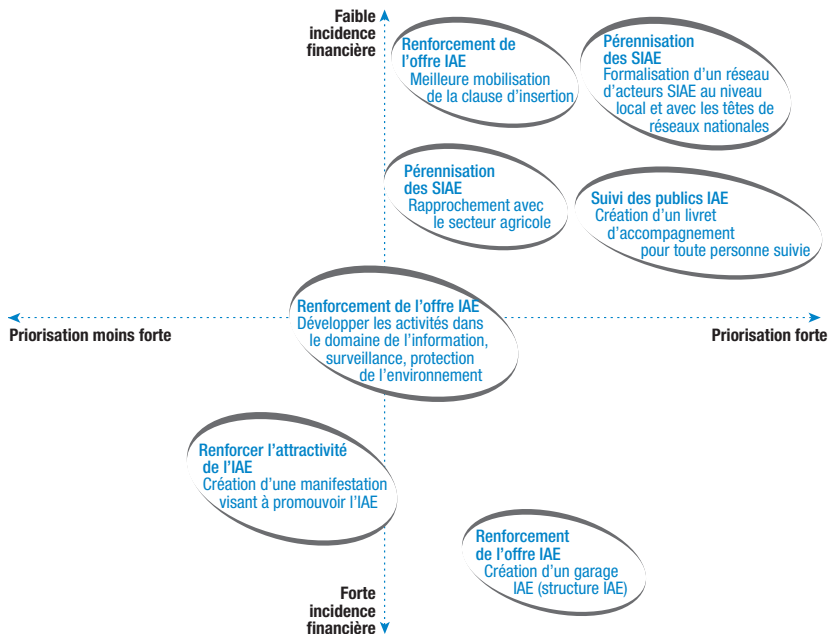 Faible
incidence
financière
Renforcement de
l’offre IAE
Meilleure mobilisation
de la clause d’insertion
Pérennisation
des SIAE
Formalisation d’un réseau
d’acteurs SIAE au niveau
local et avec les têtes de
réseaux nationales
Pérennisation
des SIAE
Rapprochement avec
le secteur agricole
Suivi des publics IAE
Création d’un livret
d’accompagnement
pour toute personne suivie
Renforcement de l’offre IAE
Développer les activités dans
le domaine de l’information,
surveillance, protection
de l’environnement
Priorisation moins forte
Priorisation forte
Renforcer l’attractivité
de l’IAE
Création d’une manifestation
visant à promouvoir l’IAE
Renforcement
de l’offre IAE
Création d’un garage
IAE (structure IAE)
Forte
incidence
financière